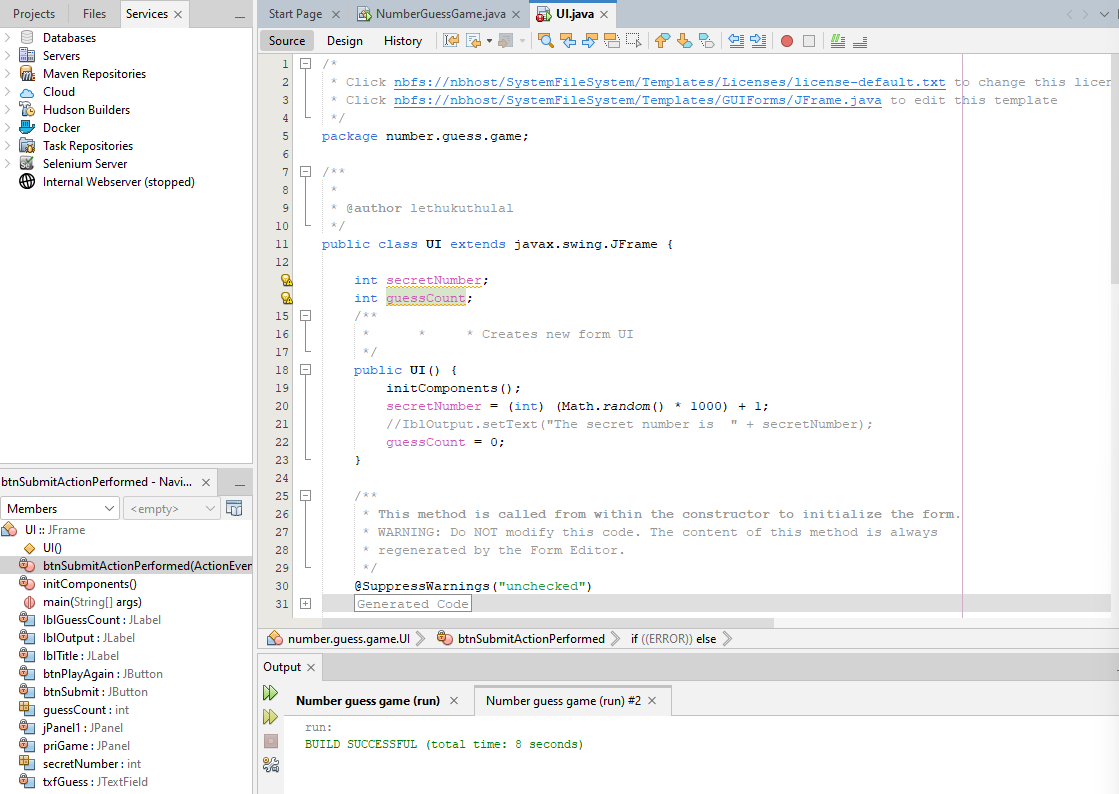 Projects Files Services
Databases
Servers
Maven Repositories
Cloud
Hudson Builders
Docker
Task Repositories
Selenium Server
Internal Webserver (stopped)
btnSubmitActionPerformed - Navi...
Members <empty>
UI :: JFrame
UI()
btnSubmitActionPerformed(ActionEven
initComponents()
main(String[] args)
lblGuessCount : JLabel
lblOutput : JLabel
lblTitle : JLabel
btnPlayAgain : JButton
btnSubmit : JButton
guessCount : int
jPanel1 : JPanel
priGame : JPanel
secretNumber : int
txfGuess : JTextField
Start Page NumberGuessGame.java UI.java
Source Design History
1 /*
2 * Click nbfs://nbhost/SystemFileSystem/Templates/Licenses/license-default.txt to change this licen
3 * Click nbfs://nbhost/SystemFileSystem/Templates/GUIForms/JFrame.java to edit this template
4 */
5 package number.guess.game;
6
7 /**
8 *
9 * @author lethukuthulal
10 */
11 public class UI extends javax.swing.JFrame {
12
int secretNumber;
int guessCount;
15 /**
16 * * * Creates new form UI
17 */
18 public UI() {
19 initComponents();
20 secretNumber = (int) (Math.random() * 1000) + 1;
21 //IblOutput.setText("The secret number is " + secretNumber);
22 guessCount = 0;
23 }
24
25 /**
26 * This method is called from within the constructor to initialize the form.
27 * WARNING: Do NOT modify this code. The content of this method is always
28 * regenerated by the Form Editor.
29 */
30 @SuppressWarnings("unchecked")
31 Generated Code
number.guess.game.UI btnSubmitActionPerformed if ((ERROR)) else
Output
Number guess game (run) Number guess game (run) #2
run:
BUILD SUCCESSFUL (total time: 8 seconds)